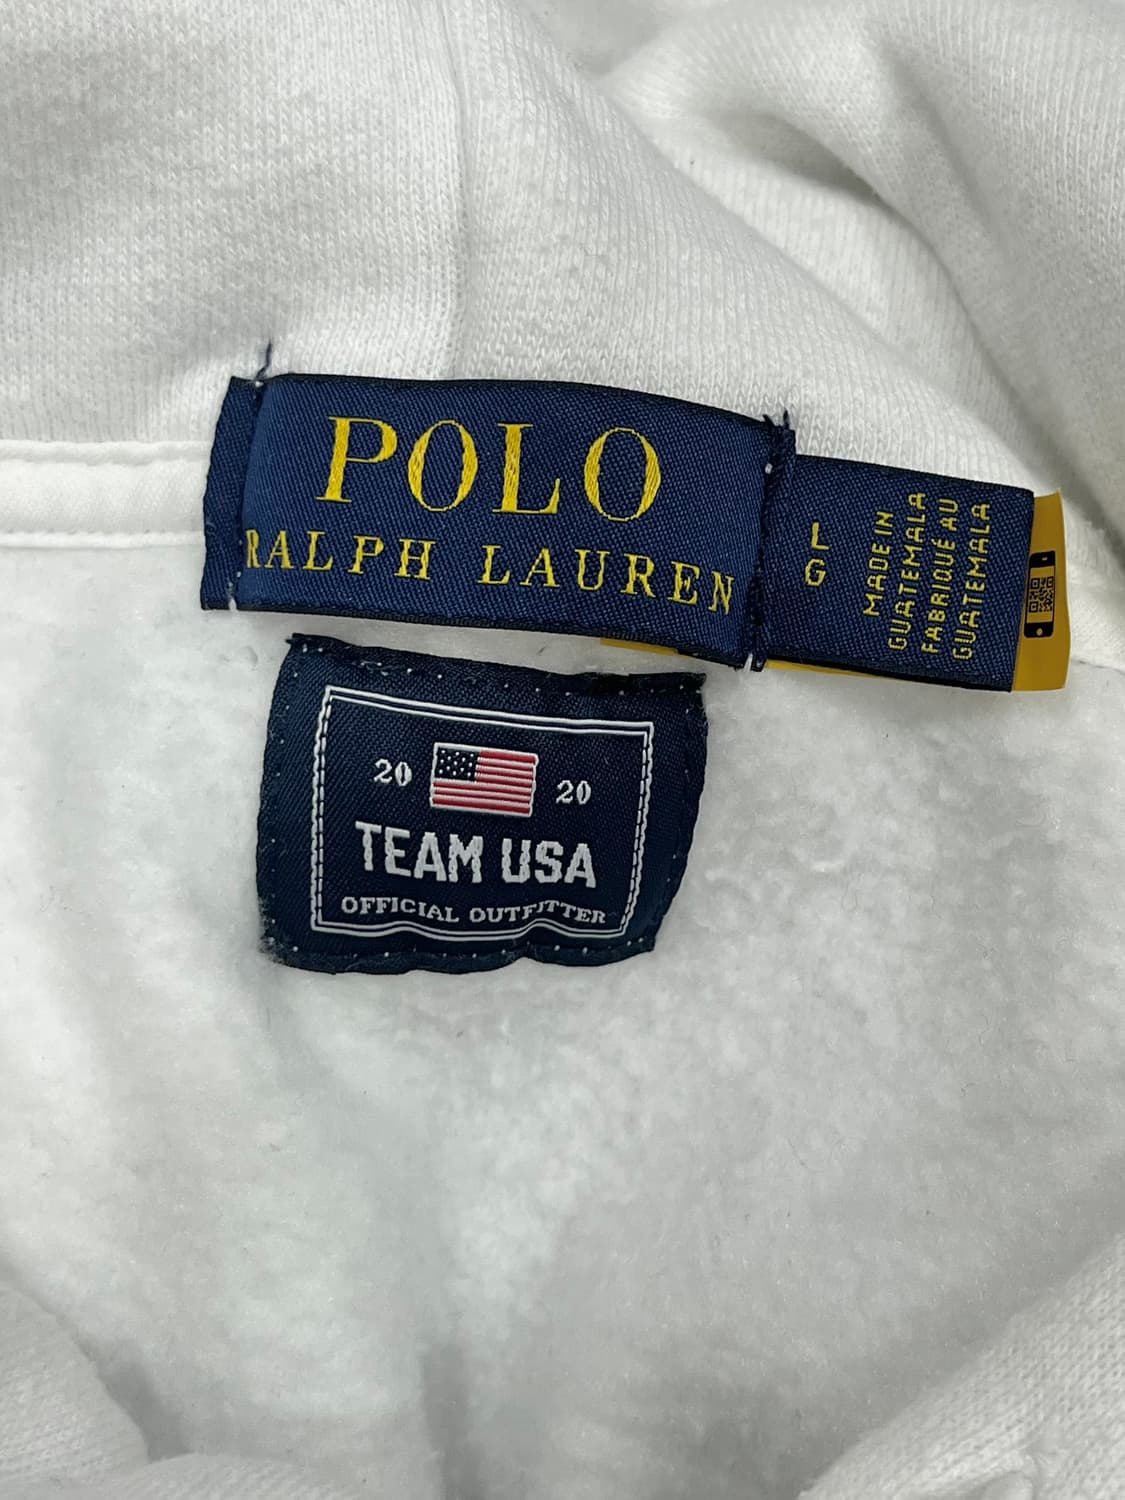 POLO
RALPH LAUREN
L
G
MADE IN
GUATEMALA
FABRIQUÉ AU
GUATEMALA
20 20
TEAM USA
OFFICIAL OUTFITTER